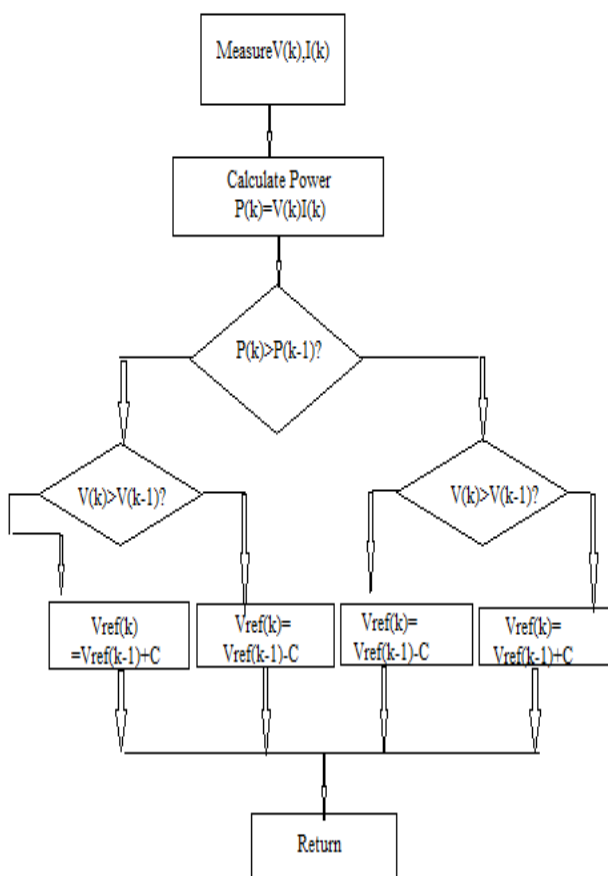 MeasureV(k),I(k)
Calculate Power
P(k)=V(k)I(k)
P(k)>P(k-1)?
V(k)>V(k-1)?
V(k)>V(k-1)?
Vref(k)
=Vref(k-1)+C
Vref(k)=
Vref(k-1)-C
Vref(k)=
Vref(k-1)-C
Vref(k)=
Vref(k-1)+C
Return